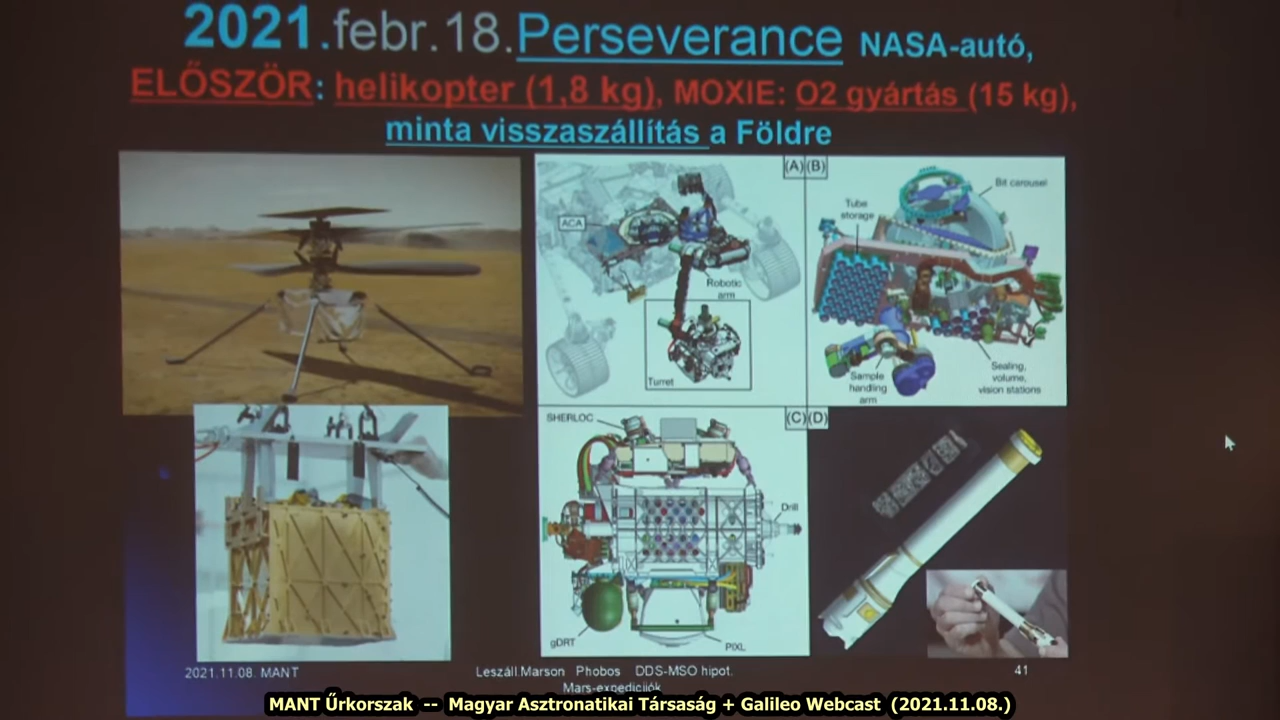 2021.febr.18.Perseverance NASA-autó,
ELŐSZÖR: helikopter (1,8 kg), MOXIE: O2 gyártás (15 kg),
minta visszaszállítás a Földre
(A)
ACA
Robotic
arm
Turret
(B)
Bit carousel
Tube
storage
Sample
handling
arm
Sealing,
volume,
vision stations
(C)
SHERLOC
Drill
gDRT
PIXL
(D)
2021.11.08. MANT
Leszáll.Marson Phobos DDS-MSO hipot.
Mars-expedíciók
41
MANT Űrkorszak -- Magyar Asztronatikai Társaság + Galileo Webcast (2021.11.08.)